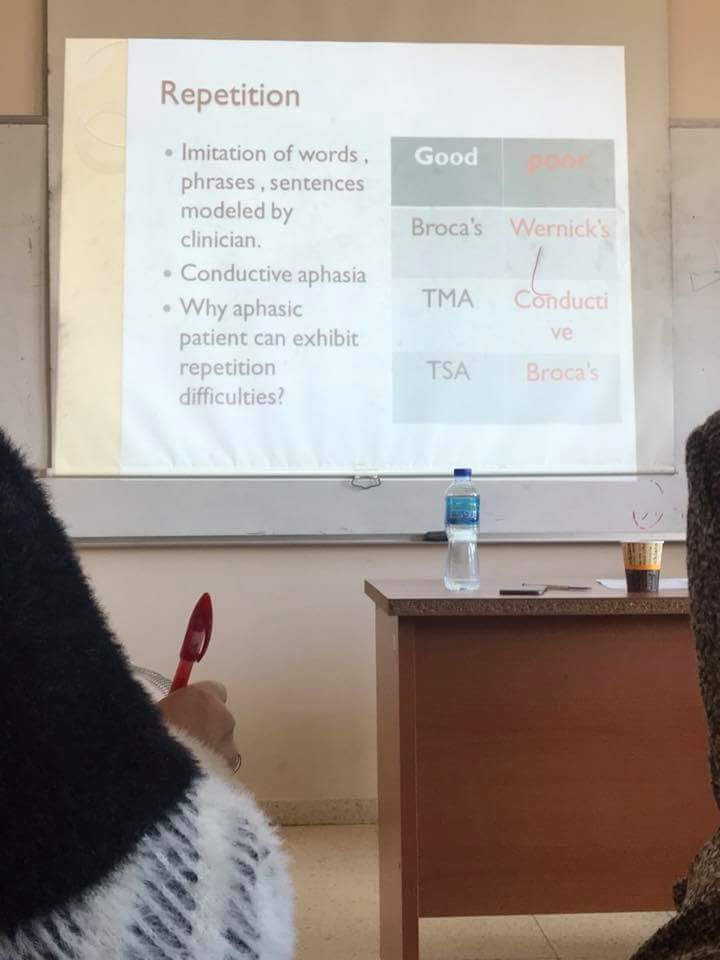 Repetition
• Imitation of words ,
phrases , sentences
modeled by
clinician.
• Conductive aphasia
• Why aphasic
patient can exhibit
repetition
difficulties?
Good poor
Broca's Wernick's
TMA Conducti
ve
TSA Broca's